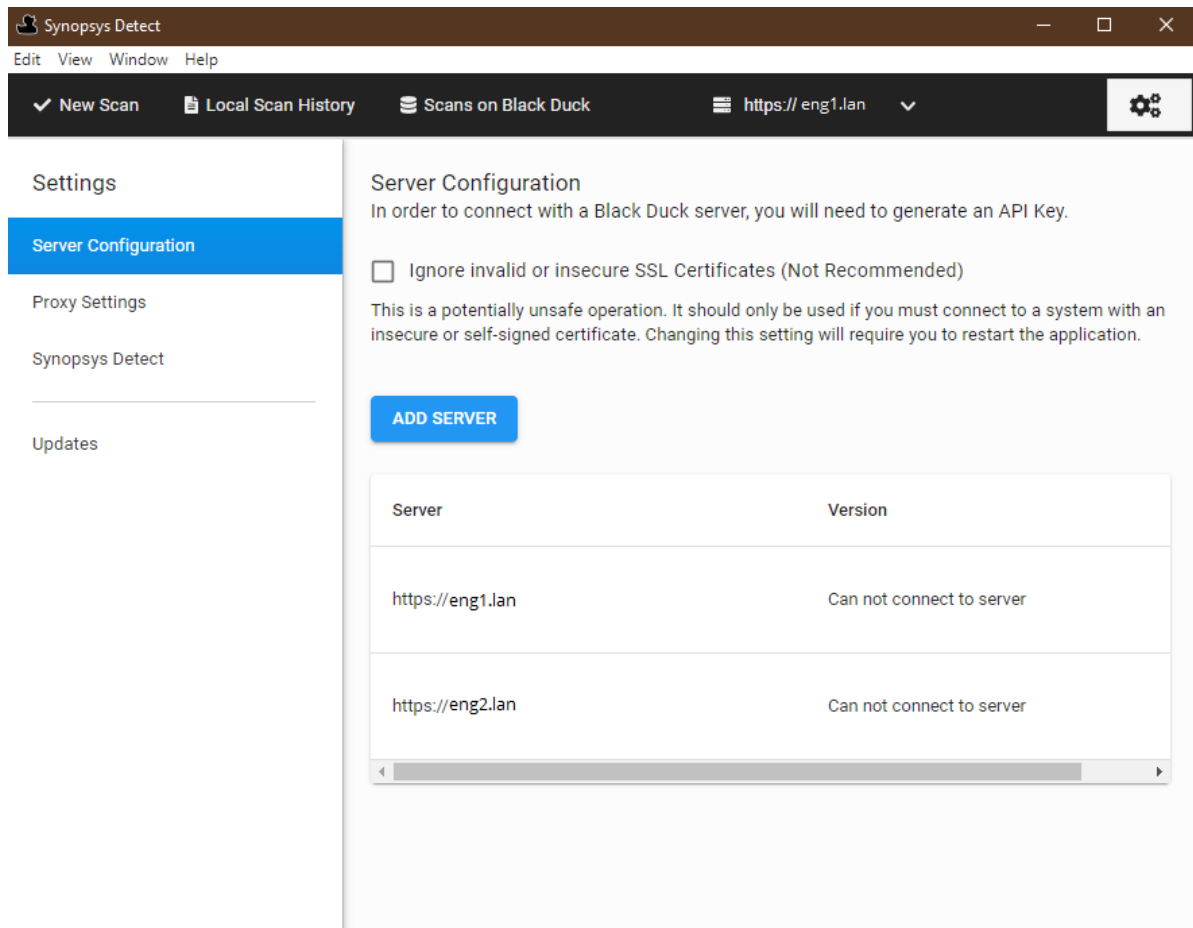 Synopsys Detect
Edit View Window Help
New Scan Local Scan History Scans on Black Duck https:// eng1.lan
Settings
Server Configuration
Proxy Settings
Synopsys Detect
Updates
Server Configuration
In order to connect with a Black Duck server, you will need to generate an API Key.
Ignore invalid or insecure SSL Certificates (Not Recommended)
This is a potentially unsafe operation. It should only be used if you must connect to a system with an
insecure or self-signed certificate. Changing this setting will require you to restart the application.
ADD SERVER
Server Version
https://eng1.lan Can not connect to server
https://eng2.lan Can not connect to server